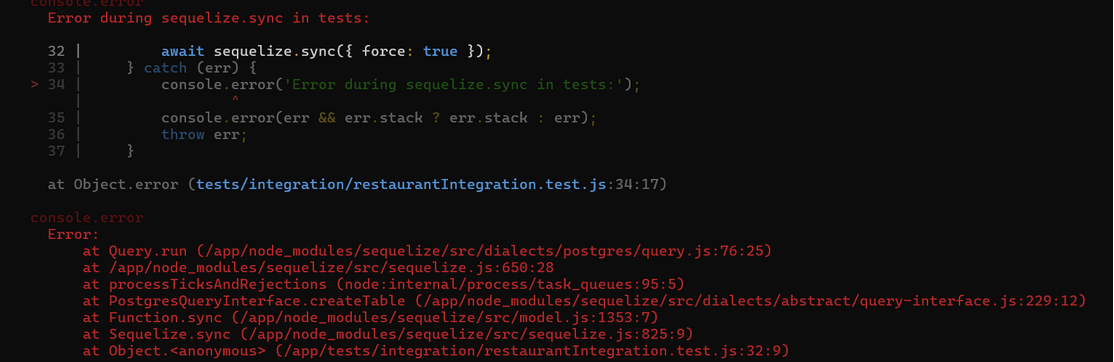 console.error
Error during sequelize.sync in tests:
32 | await sequelize.sync({ force: true });
33 | } catch (err) {
> 34 | console.error('Error during sequelize.sync in tests:');
| ^
35 | console.error(err && err.stack ? err.stack : err);
36 | throw err;
37 | }
at Object.error (tests/integration/restaurantIntegration.test.js:34:17)
console.error
Error:
at Query.run (/app/node_modules/sequelize/src/dialects/postgres/query.js:76:25)
at /app/node_modules/sequelize/src/sequelize.js:650:28
at processTicksAndRejections (node:internal/process/task_queues:95:5)
at PostgresQueryInterface.createTable (/app/node_modules/sequelize/src/dialects/abstract/query-interface.js:229:12)
at Function.sync (/app/node_modules/sequelize/src/model.js:1353:7)
at Sequelize.sync (/app/node_modules/sequelize/src/sequelize.js:825:9)
at Object.<anonymous> (/app/tests/integration/restaurantIntegration.test.js:32:9)